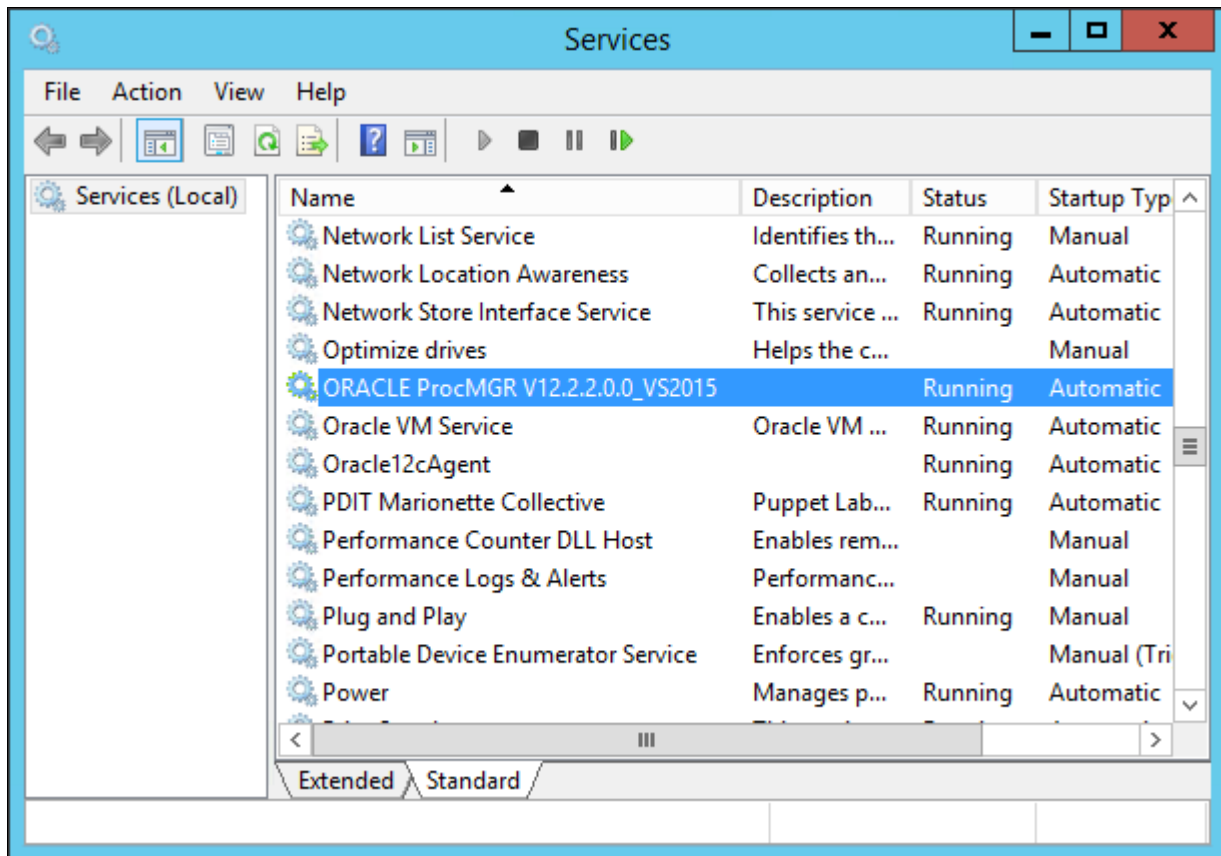 Services
File Action View Help
Services (Local)
Name Description Status Startup Typ
Network List Service Identifies th... Running Manual
Network Location Awareness Collects an... Running Automatic
Network Store Interface Service This service ... Running Automatic
Optimize drives Helps the c... Manual
ORACLE ProcMGR V12.2.2.0.0_VS2015 Running Automatic
Oracle VM Service Oracle VM ... Running Automatic
Oracle12cAgent Running Automatic
PDIT Marionette Collective Puppet Lab... Running Automatic
Performance Counter DLL Host Enables rem... Manual
Performance Logs & Alerts Performanc... Manual
Plug and Play Enables a c... Running Manual
Portable Device Enumerator Service Enforces gr... Manual (Tri
Power Manages p... Running Automatic
Extended Standard